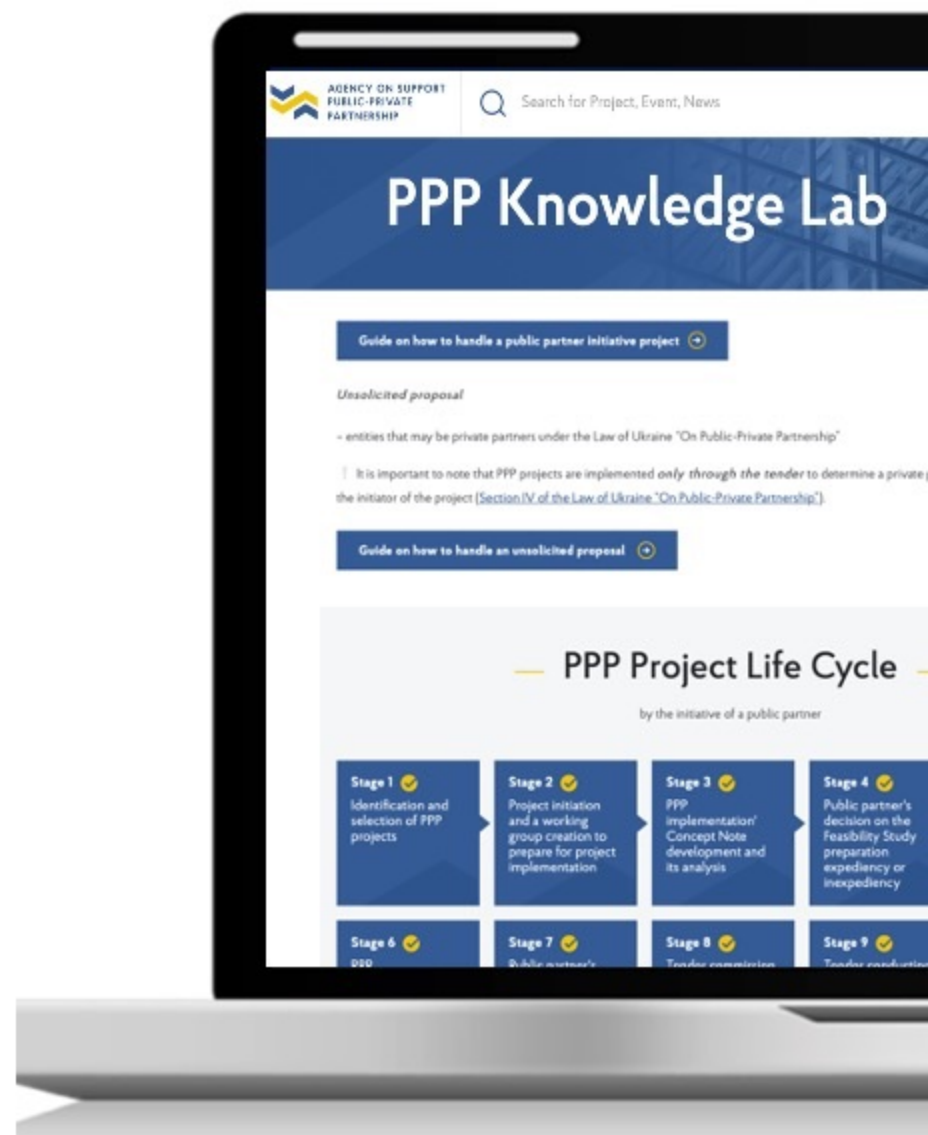 AGENCY ON SUPPORT
PUBLIC-PRIVATE
PARTNERSHIP
Search for Project, Event, News
PPP Knowledge Lab
Guide on how to handle a public partner initiative project
Unsolicited proposal
– entities that may be private partners under the Law of Ukraine "On Public-Private Partnership"
❕ It is important to note that PPP projects are implemented only through the tender to determine a private
the initiator of the project (Section IV of the Law of Ukraine "On Public-Private Partnership").
Guide on how to handle an unsolicited proposal
PPP Project Life Cycle
by the initiative of a public partner
Stage 1
Identification and
selection of PPP
projects
Stage 2
Project initiation
and a working
group creation to
prepare for project
implementation
Stage 3
PPP
implementation'
Concept Note
development and
its analysis
Stage 4
Public partner's
decision on the
Feasibility Study
preparation
expediency or
inexpediency
Stage 6
PPP
Stage 7
Public partner's
Stage 8
Tender commission
Stage 9
Tender conducting